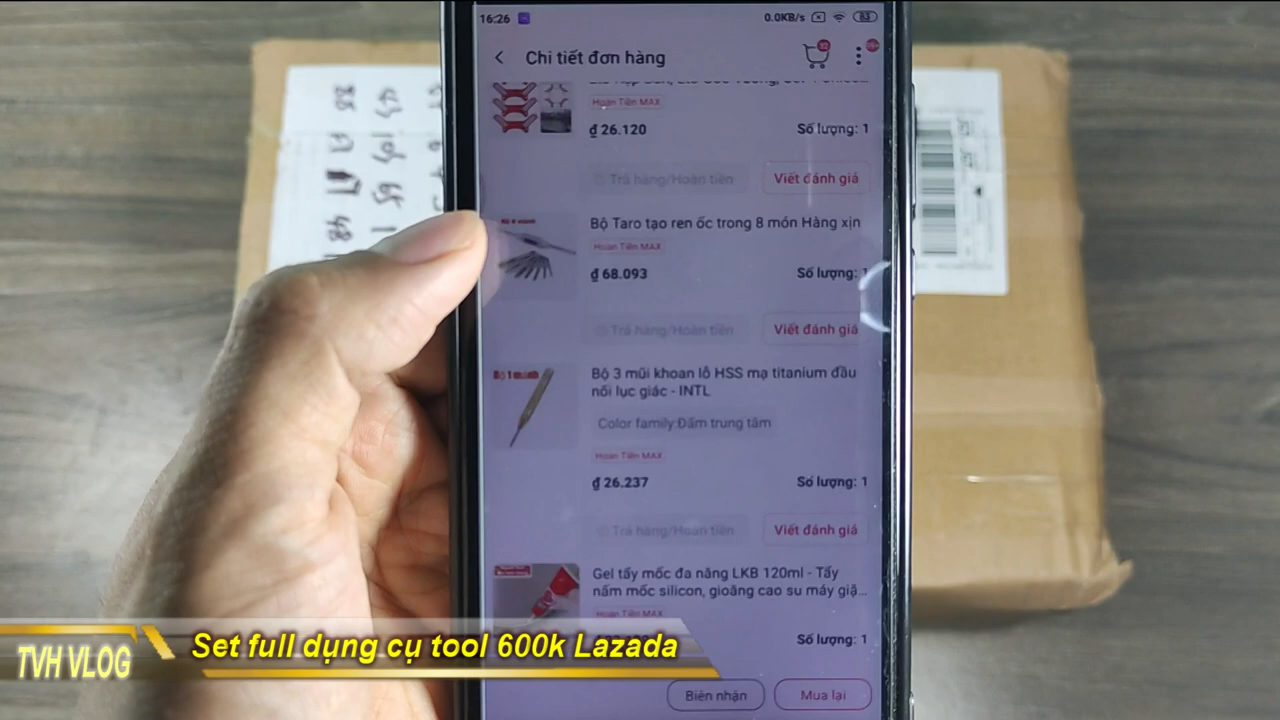 16:26
0.0KB/s
83
Chi tiết đơn hàng
Hoàn Tiền MAX
₫ 26.120
Số lượng: 1
Trả hàng/Hoàn tiền
Viết đánh giá
Bộ Taro tạo ren ốc trong 8 món Hàng xịn
Hoàn Tiền MAX
₫ 68.093
Số lượng: 1
Trả hàng/Hoàn tiền
Viết đánh giá
Bộ 3 mũi khoan lỗ HSS mạ titanium đầu
nối lục giác - INTL
Color family:Đấm trung tâm
Hoàn Tiền MAX
₫ 26.237
Số lượng: 1
Trả hàng/Hoàn tiền
Viết đánh giá
Gel tẩy mốc đa năng LKB 120ml - Tẩy
nấm mốc silicon, gioăng cao su máy giặ...
Hoàn Tiền MAX
Số lượng: 1
Set full dụng cụ tool 600k Lazada
TVH VLOG
Biên nhận
Mua lại